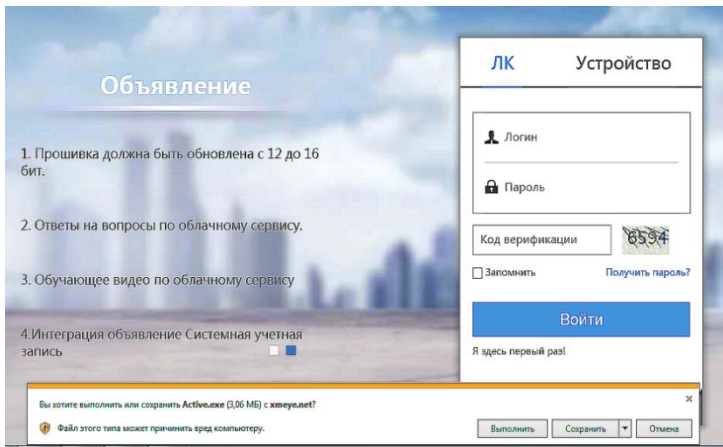 Объявление
1. Прошивка должна быть обновлена с 12 до 16
бит.
2. Ответы на вопросы по облачному сервису.
3. Обучающее видео по облачному сервису
4.Интеграция объявление Системная учетная
запись
ЛК Устройство
Логин
Пароль
Код верификации 6594
Запомнить Получить пароль?
Войти
Я здесь первый раз!
Вы хотите выполнить или сохранить Active.exe (3,06 МБ) с xmeye.net?
Файл этого типа может причинить вред компьютеру.
Выполнить Сохранить Отмена